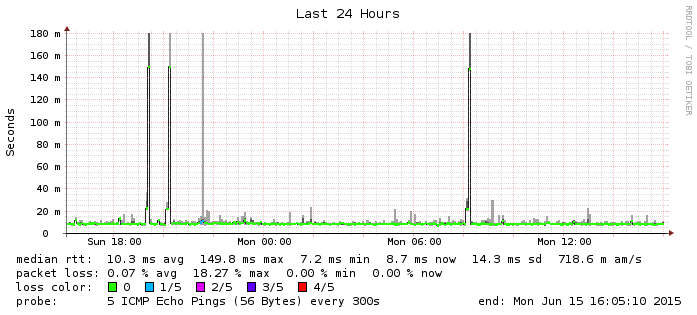 Last 24 Hours
RRDTOOL / TOBI OETIKER
Seconds
180 m
160 m
140 m
120 m
100 m
80 m
60 m
40 m
20 m
0
Sun 18:00 Mon 00:00 Mon 06:00 Mon 12:00
median rtt: 10.3 ms avg 149.8 ms max 7.2 ms min 8.7 ms now 14.3 ms sd 718.6 m am/s
packet loss: 0.07 % avg 18.27 % max 0.00 % min 0.00 % now
loss color: 0 1/5 2/5 3/5 4/5
probe: 5 ICMP Echo Pings (56 Bytes) every 300s end: Mon Jun 15 16:05:10 2015